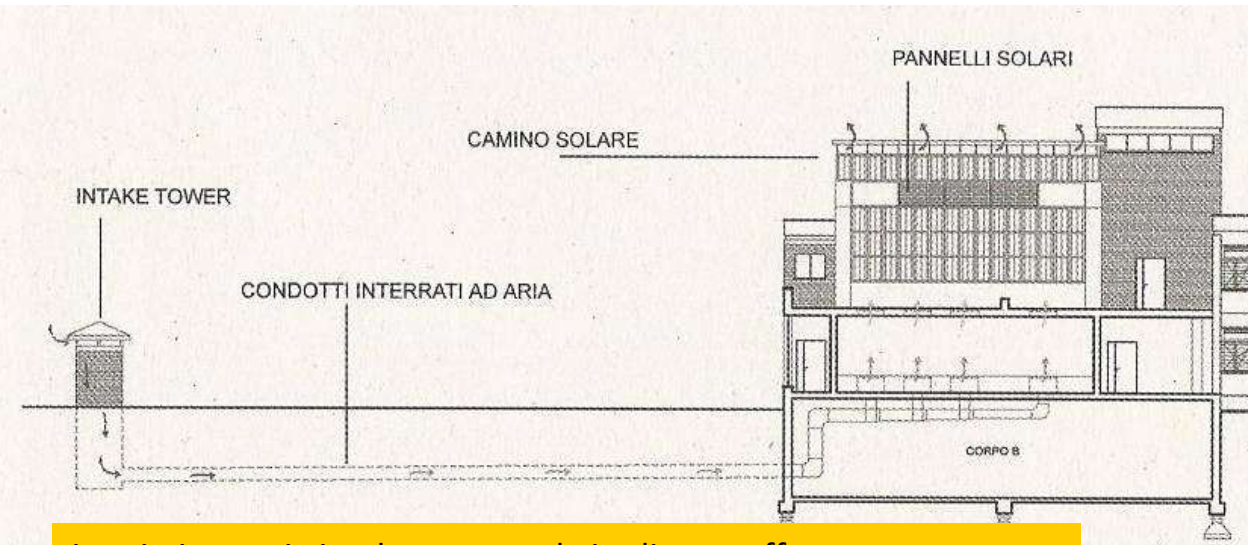 PANNELLI SOLARI
CAMINO SOLARE
INTAKE TOWER
CONDOTTI INTERRATI AD ARIA
CORPO B